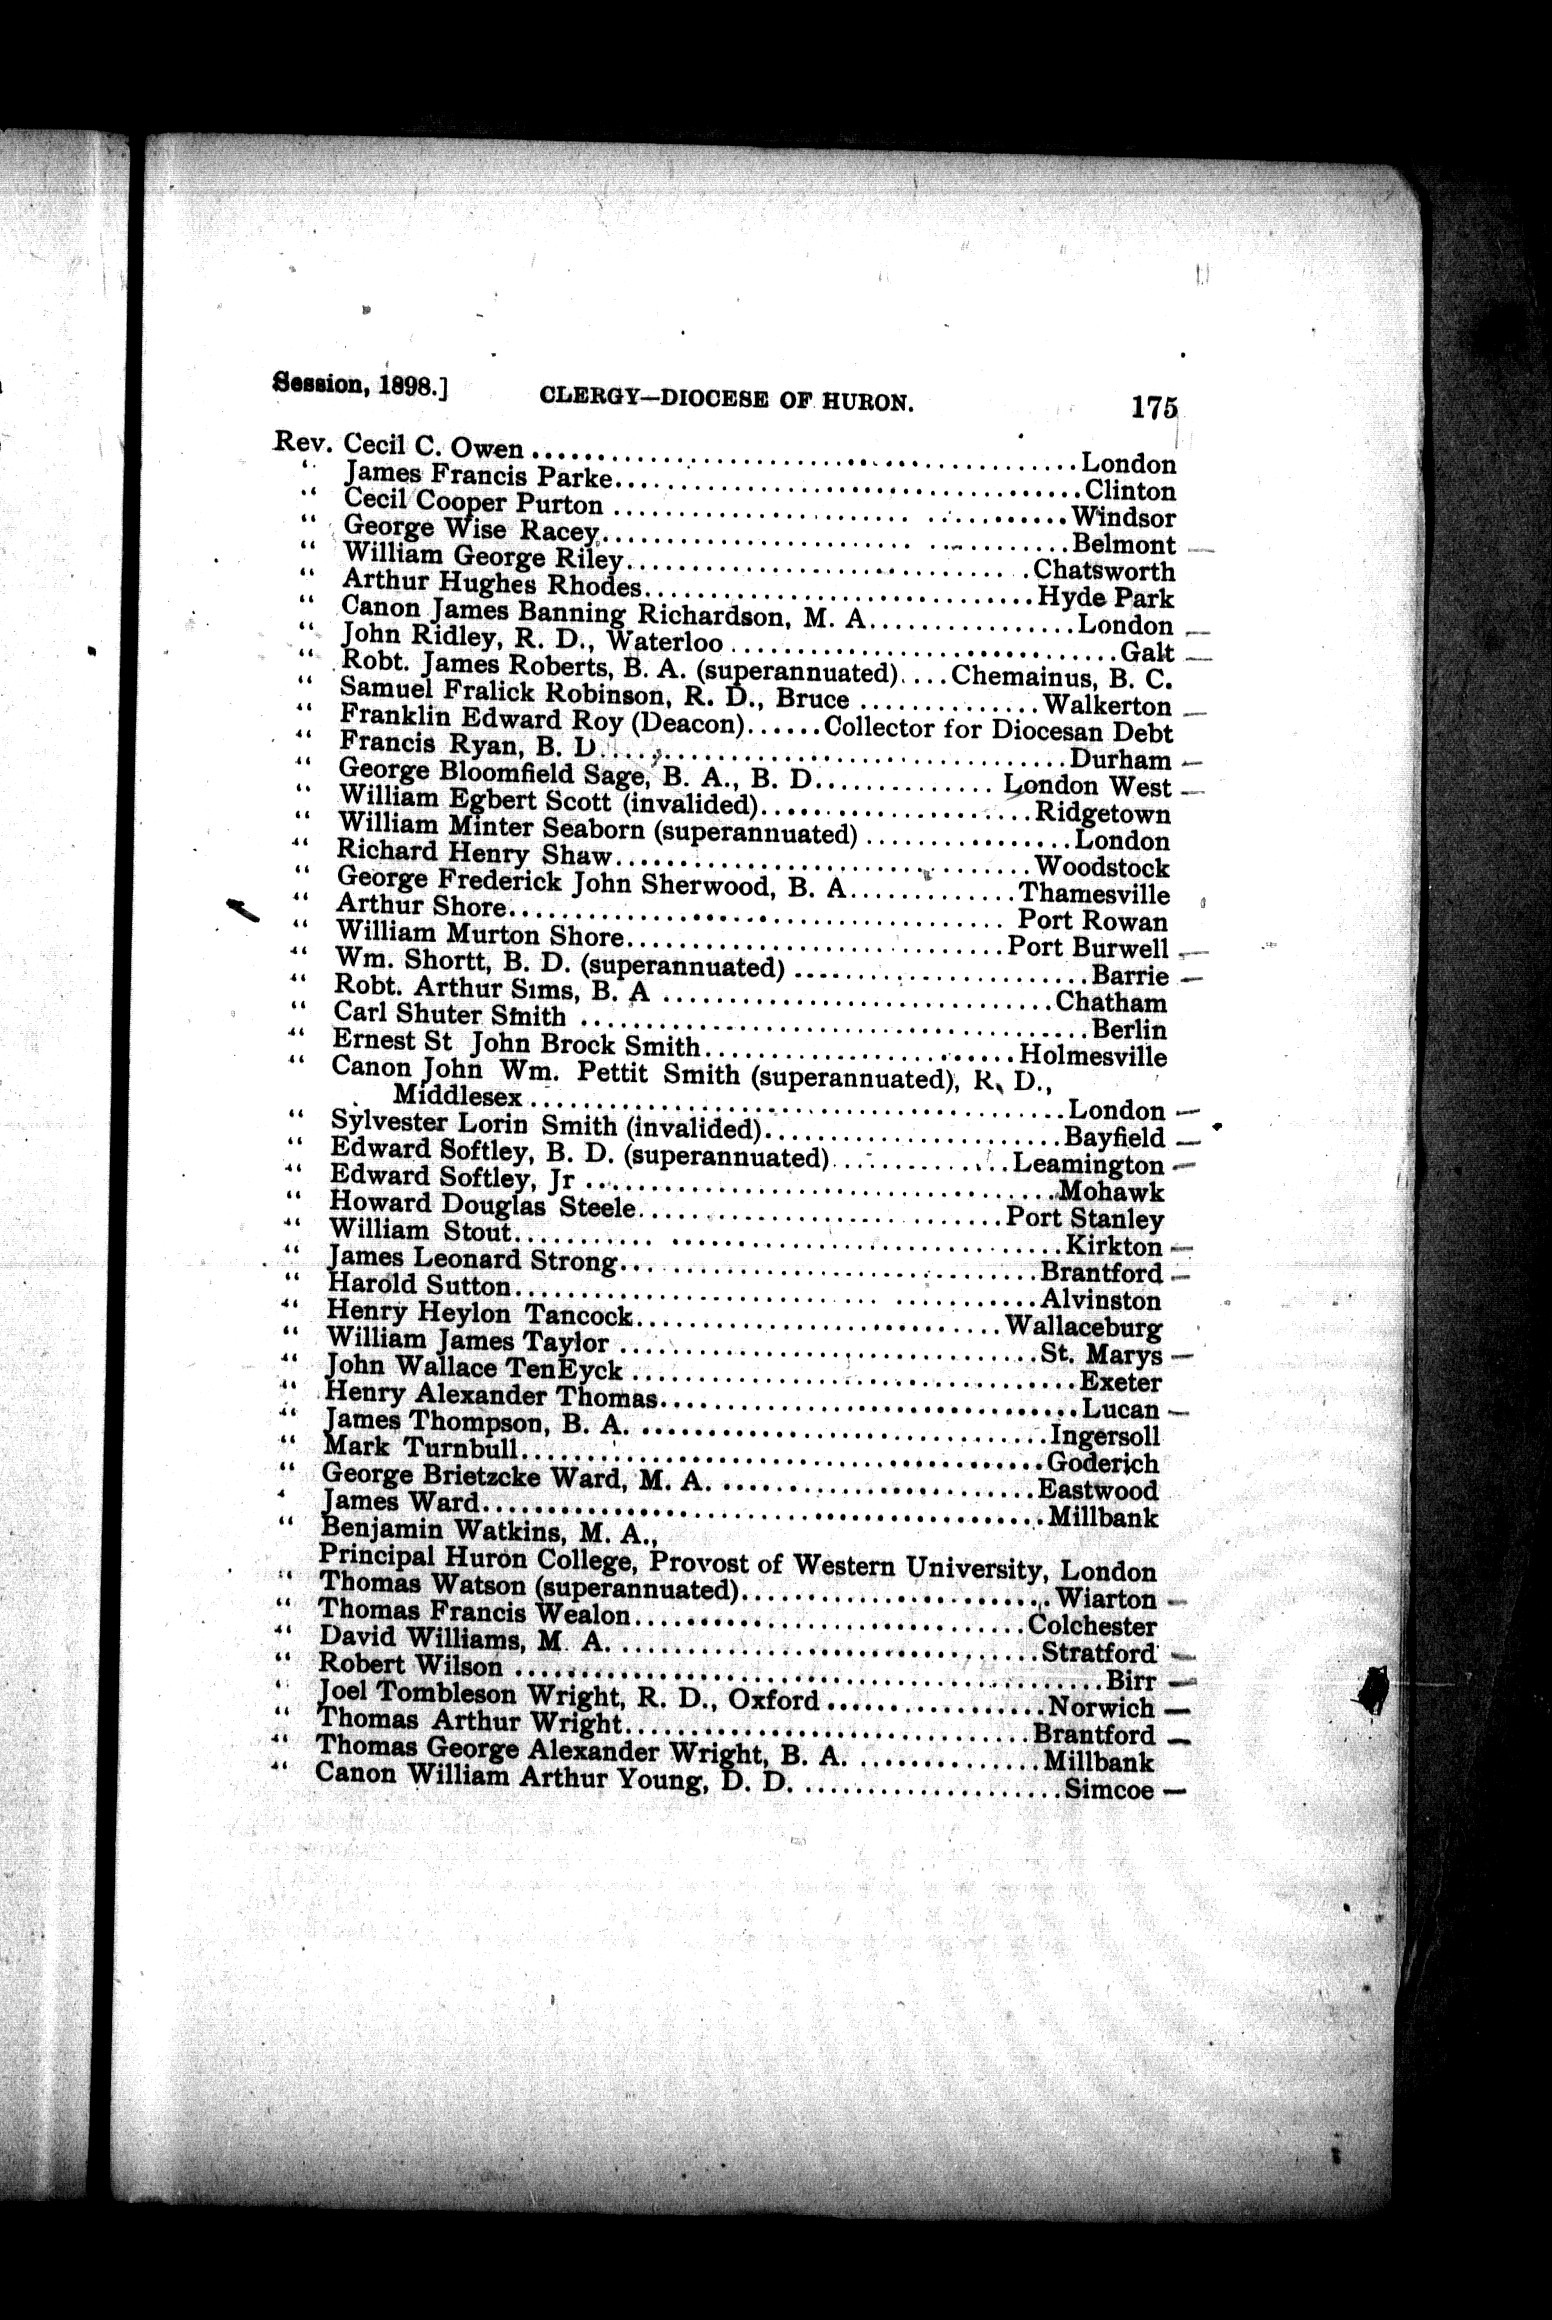 Session, 1898.] CLERGY—DIOCESE OF HURON. 175
Rev. Cecil C. Owen ........ London
“ James Francis Parke........ Clinton
“ Cecil Cooper Purton ........ Windsor
“ George Wise Racey........ Belmont —
“ William George Riley........ Chatsworth
“ Arthur Hughes Rhodes........ Hyde Park
“ Canon James Banning Richardson, M. A........ London —
“ John Ridley, R. D., Waterloo ........ Galt —
“ Robt. James Roberts, B. A. (superannuated).... Chemainus, B. C.
“ Samuel Fralick Robinson, R. D., Bruce ........ Walkerton —
“ Franklin Edward Roy (Deacon)......Collector for Diocesan Debt
“ Francis Ryan, B. D........ Durham —
“ George Bloomfield Sage, B. A., B. D........ London West —
“ William Egbert Scott (invalided)........ Ridgetown
“ William Minter Seaborn (superannuated) ........ London
“ Richard Henry Shaw........ Woodstock
“ George Frederick John Sherwood, B. A........ Thamesville
“ Arthur Shore........ Port Rowan
“ William Murton Shore........ Port Burwell —
“ Wm. Shortt, B. D. (superannuated) ........ Barrie —
“ Robt. Arthur Sims, B. A ........ Chatham
“ Carl Shuter Smith ........ Berlin
“ Ernest St John Brock Smith........ Holmesville
“ Canon John Wm. Pettit Smith (superannuated), R. D.,
Middlesex ........ London —
“ Sylvester Lorin Smith (invalided)........ Bayfield —
“ Edward Softley, B. D. (superannuated)........ Leamington —
“ Edward Softley, Jr ........ Mohawk
“ Howard Douglas Steele........ Port Stanley
“ William Stout........ Kirkton —
“ James Leonard Strong........ Brantford —
“ Harold Sutton........ Alvinston
“ Henry Heylon Tancock........ Wallaceburg
“ William James Taylor ........ St. Marys —
“ John Wallace TenEyck ........ Exeter
“ Henry Alexander Thomas........ Lucan —
“ James Thompson, B. A. ........ Ingersoll
“ Mark Turnbull........ Goderich
“ George Brietzcke Ward, M. A. ........ Eastwood
“ James Ward........ Millbank
“ Benjamin Watkins, M. A.,
Principal Huron College, Provost of Western University, London
“ Thomas Watson (superannuated)........ Wiarton —
“ Thomas Francis Wealon........ Colchester
“ David Williams, M. A. ........ Stratford —
“ Robert Wilson ........ Birr —
“ Joel Tombleson Wright, R. D., Oxford ........ Norwich —
“ Thomas Arthur Wright........ Brantford —
“ Thomas George Alexander Wright, B. A. ........ Millbank
“ Canon William Arthur Young, D. D. ........ Simcoe —